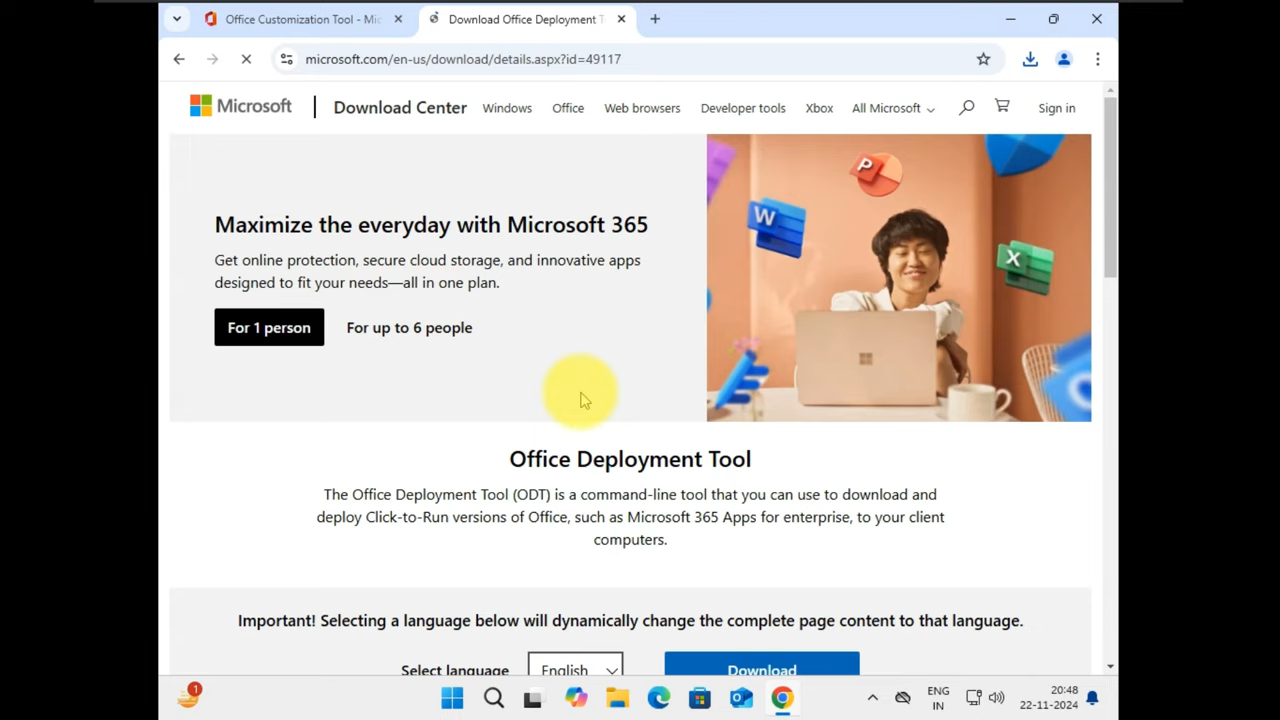 Office Customization Tool - Mic
Download Office Deployment T
microsoft.com/en-us/download/details.aspx?id=49117
Microsoft
Download Center
Windows
Office
Web browsers
Developer tools
Xbox
All Microsoft
Sign in
Maximize the everyday with Microsoft 365
Get online protection, secure cloud storage, and innovative apps
designed to fit your needs—all in one plan.
For 1 person
For up to 6 people
P
W
X
Office Deployment Tool
The Office Deployment Tool (ODT) is a command-line tool that you can use to download and
deploy Click-to-Run versions of Office, such as Microsoft 365 Apps for enterprise, to your client
computers.
Important! Selecting a language below will dynamically change the complete page content to that language.
Select language
English
Download
1
ENG
IN
20:48
22-11-2024